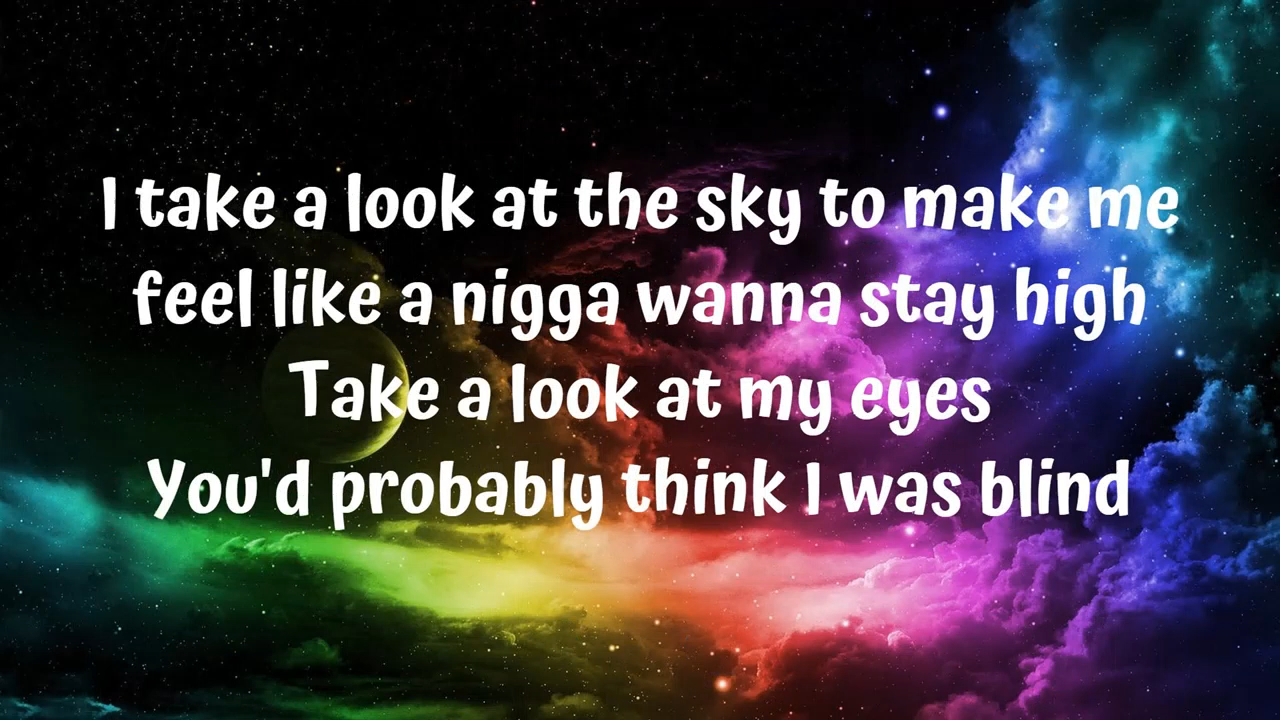 I take a look at the sky to make me
feel like a nigga wanna stay high
Take a look at my eyes
You'd probably think I was blind